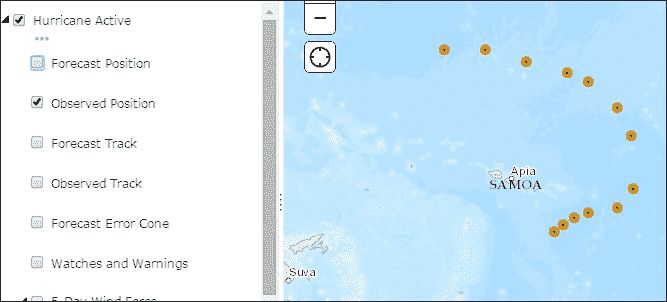 Hurricane Active
Forecast Position
Observed Position
Forecast Track
Observed Track
Forecast Error Cone
Watches and Warnings
5-Day Wind Force
Apia
SAMOA
Suva